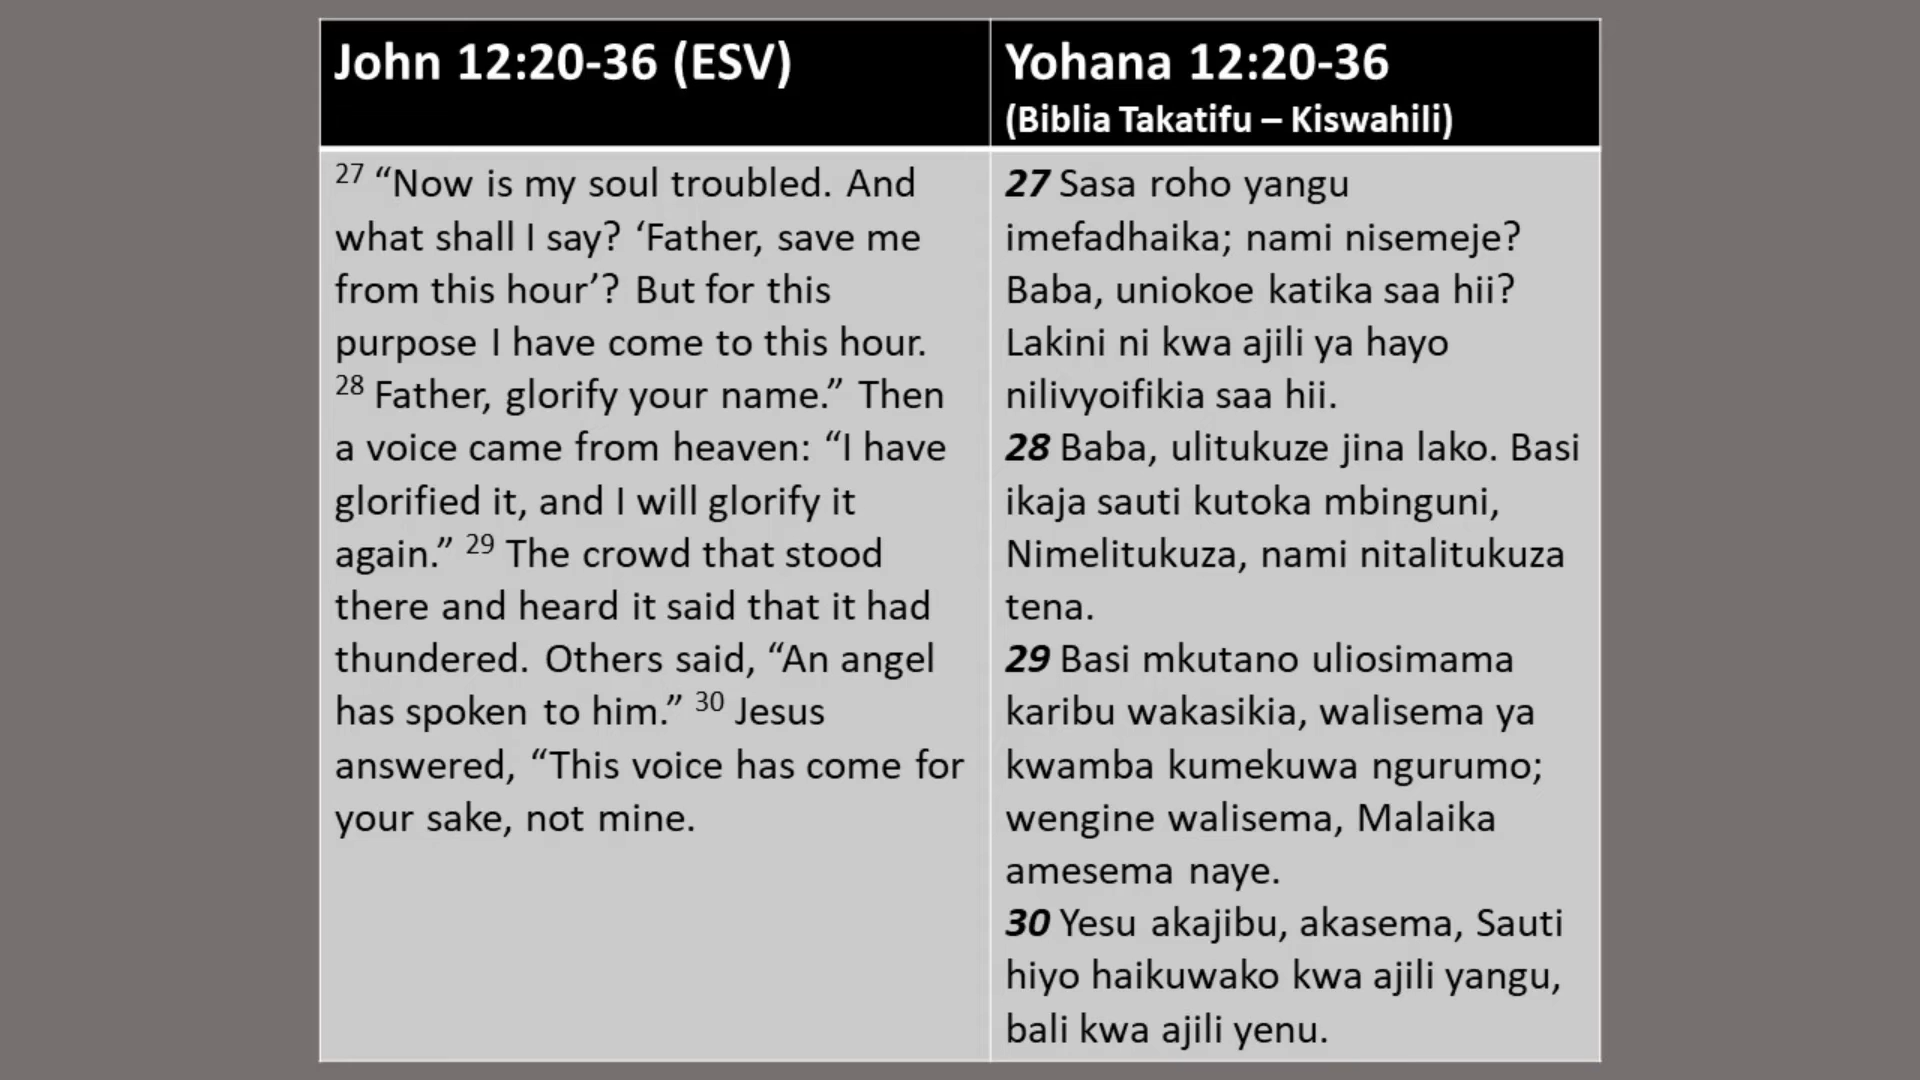 John 12:20-36 (ESV)
27 “Now is my soul troubled. And
what shall I say? ‘Father, save me
from this hour’? But for this
purpose I have come to this hour.
28 Father, glorify your name.” Then
a voice came from heaven: “I have
glorified it, and I will glorify it
again.” 29 The crowd that stood
there and heard it said that it had
thundered. Others said, “An angel
has spoken to him.” 30 Jesus
answered, “This voice has come for
your sake, not mine.
Yohana 12:20-36
(Biblia Takatifu – Kiswahili)
27 Sasa roho yangu
imefadhaika; nami nisemeje?
Baba, uniokoe katika saa hii?
Lakini ni kwa ajili ya hayo
nilivyoifikia saa hii.
28 Baba, ulitukuze jina lako. Basi
ikaja sauti kutoka mbinguni,
Nimelitukuza, nami nitalitukuza
tena.
29 Basi mkutano uliosimama
karibu wakasikia, walisema ya
kwamba kumekuwa ngurumo;
wengine walisema, Malaika
amesema naye.
30 Yesu akajibu, akasema, Sauti
hiyo haikuwako kwa ajili yangu,
bali kwa ajili yenu.